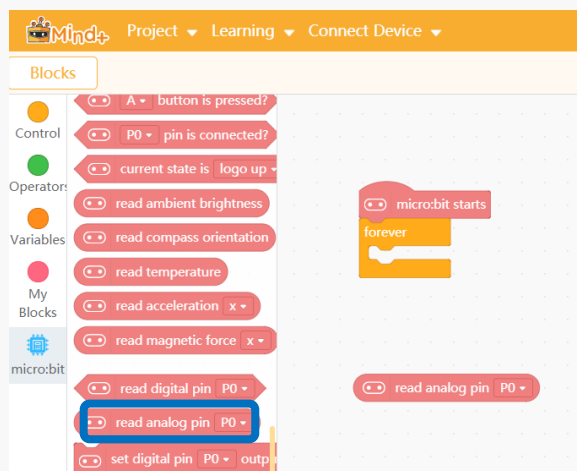 Mind+ Project Learning Connect Device
Blocks
Control
Operators
Variables
My
Blocks
micro:bit
A button is pressed?
P0 pin is connected?
current state is logo up
read ambient brightness
read compass orientation
read temperature
read acceleration x
read magnetic force x
read digital pin P0
read analog pin P0
set digital pin P0 outp
micro:bit starts
forever
read analog pin P0